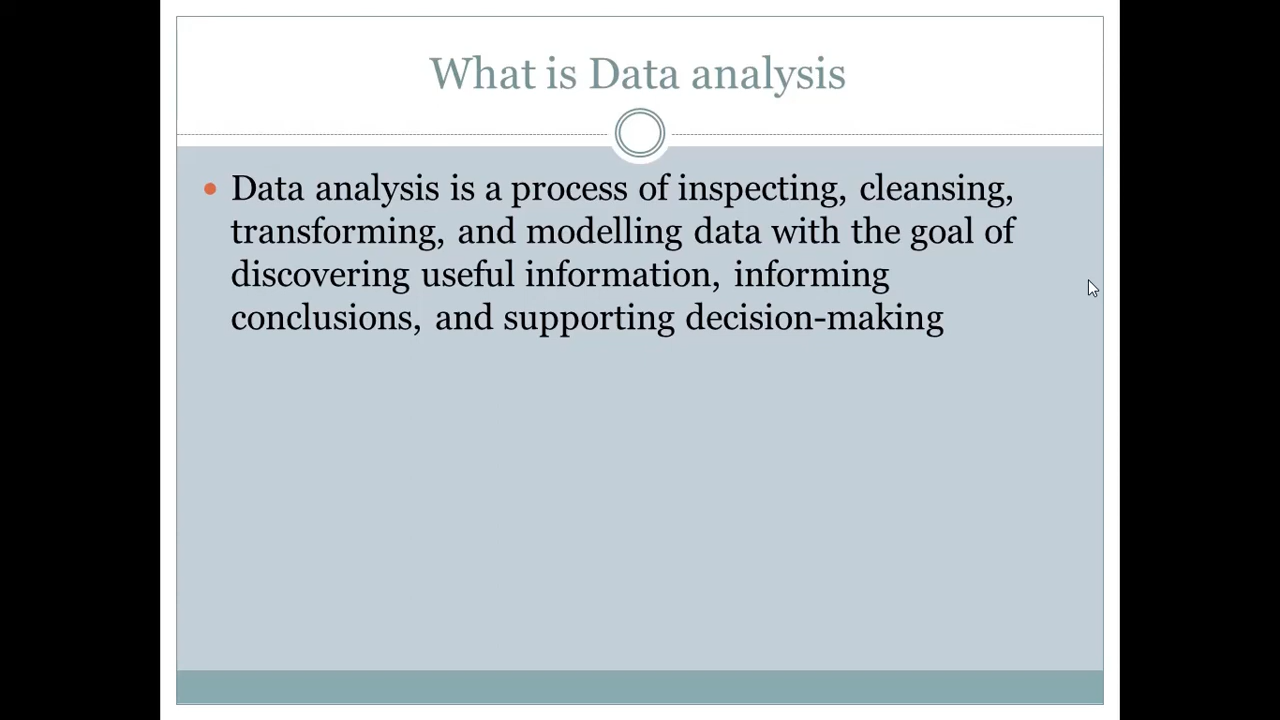 What is Data analysis
Data analysis is a process of inspecting, cleansing,
transforming, and modelling data with the goal of
discovering useful information, informing
conclusions, and supporting decision-making